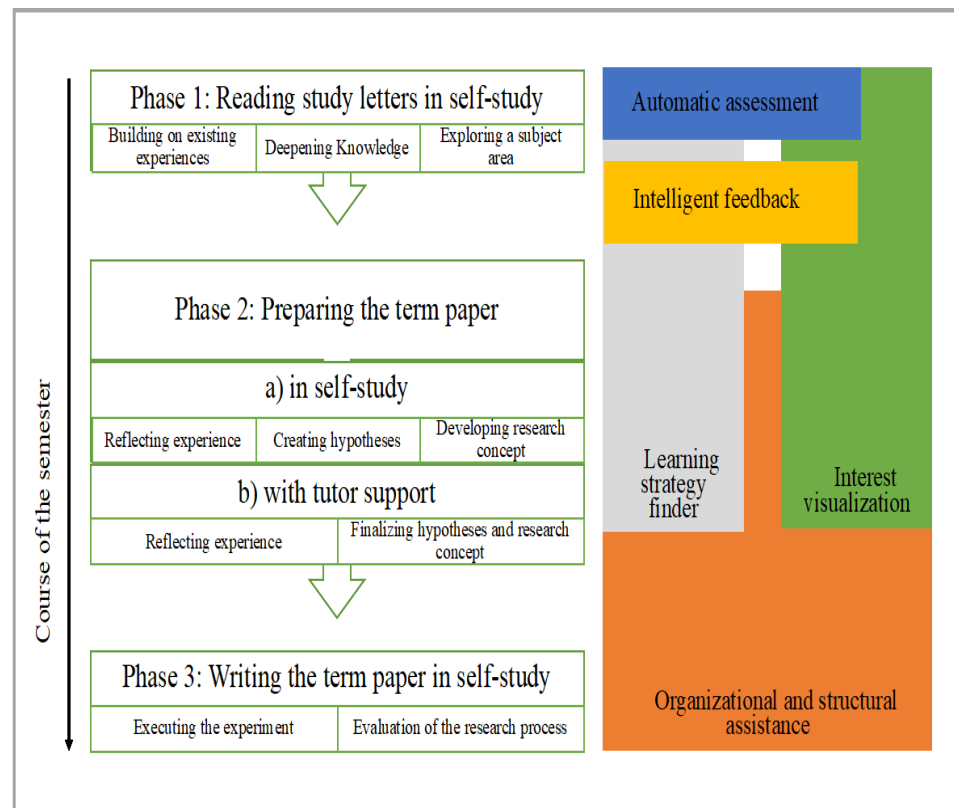 Course of the semester
Phase 1: Reading study letters in self-study
Building on existing
experiences
Deepening Knowledge
Exploring a subject
area
Phase 2: Preparing the term paper
a) in self-study
Reflecting experience
Creating hypotheses
Developing research
concept
b) with tutor support
Reflecting experience
Finalizing hypotheses and research
concept
Phase 3: Writing the term paper in self-study
Executing the experiment
Evaluation of the research process
Automatic assessment
Intelligent feedback
Learning
strategy
finder
Interest
visualization
Organizational and structural
assistance